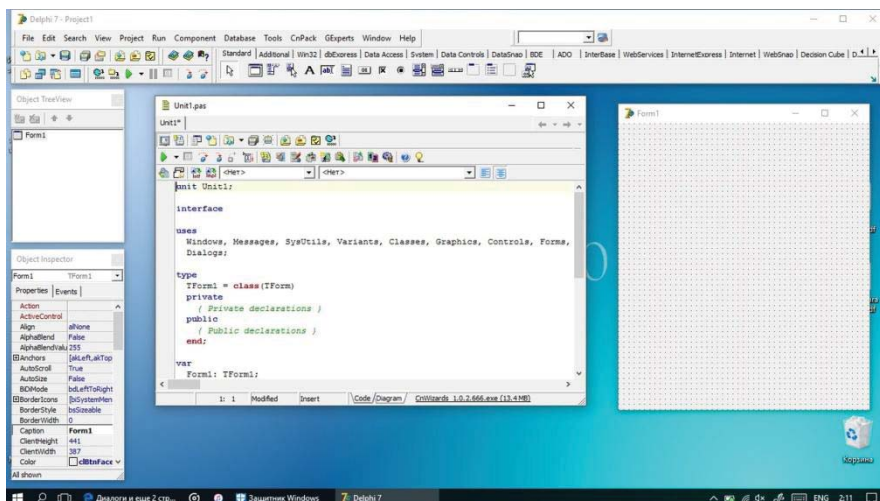 Delphi 7 - Project1
File Edit Search View Project Run Component Database Tools CnPack GExperts Window Help
Standard Additional Win32 dbExpress Data Access System Data Controls DataSnap BDE ADO InterBase WebServices InternetExpress Internet WebSnap Decision Cube D
Object TreeView
Form1
Unit1.pas
Unit1*
<Нет> <Нет>
unit Unit1;
interface
uses
Windows, Messages, SysUtils, Variants, Classes, Graphics, Controls, Forms,
Dialogs;
type
TForm1 = class(TForm)
private
{ Private declarations }
public
{ Public declarations }
end;
var
Form1: TForm1;
1: 1 Modified Insert Code Diagram CnWizards_1.0.2.666.exe (13,4 MB)
Form1
Object Inspector
Form1 TForm1
Properties Events
Action
ActiveControl
Align alNone
AlphaBlend False
AlphaBlendValu 255
Anchors [akLeft,akTop
AutoScroll True
AutoSize False
BiDiMode bdLeftToRight
BorderIcons [biSystemMen
BorderStyle bsSizeable
BorderWidth 0
Caption Form1
ClientHeight 441
ClientWidth 387
Color clBtnFace
All shown
Корзина
Диалоги и еще 2 стр... Защитник Windows Delphi 7 ENG 2:11